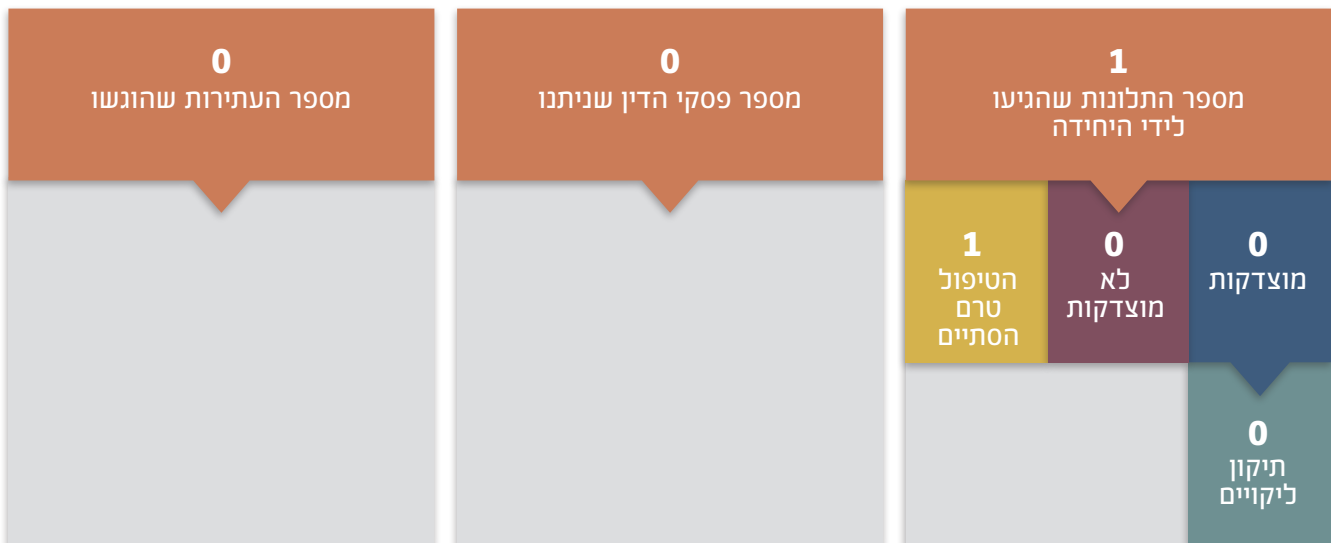 1
מספר התלונות שהגיעו
לידי היחידה
0
מוצדקות
0
לא
מוצדקות
1
הטיפול
טרם
הסתיים
0
תיקון
ליקויים
0
מספר פסקי הדין שניתנו
0
מספר העתירות שהוגשו